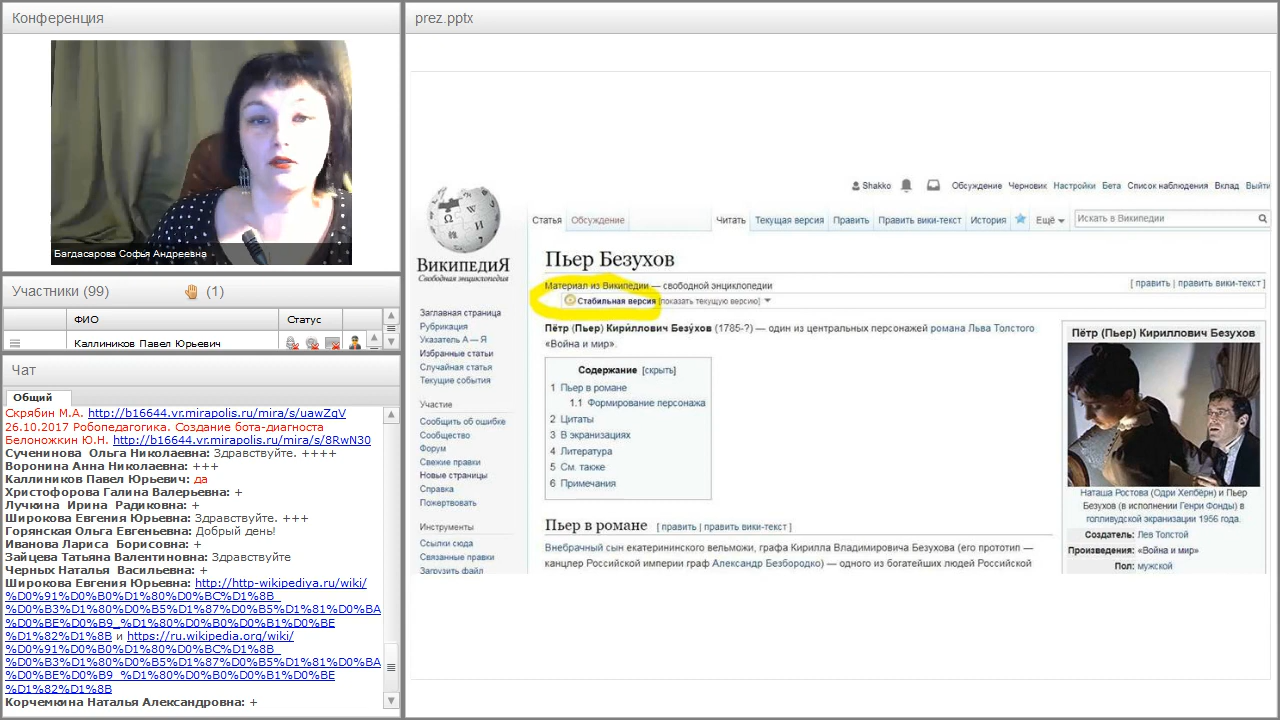 Конференция
Багдасарова Софья Андреевна
Участники (99)
(1)
ФИО
Статус
Каллиников Павел Юрьевич
Чат
Общий
Скрябин М.А. http://b16644.vr.mirapolis.ru/mira/s/uawZqV
26.10.2017 Робопедагогика. Создание бота-диагноста
Белоножкин Ю.Н. http://b16644.vr.mirapolis.ru/mira/s/8RwN30
Сученинова Ольга Николаевна: Здравствуйте. ++++
Воронина Анна Николаевна: +++
Каллиников Павел Юрьевич: да
Христофорова Галина Валерьевна: +
Лучкина Ирина Радиковна: +
Широкова Евгения Юрьевна: Здравствуйте. +++
Горянская Ольга Евгеньевна: Добрый день!
Иванова Лариса Борисовна: +
Зайцева Татьяна Валентиновна: Здравствуйте
Черных Наталья Васильевна: +
Широкова Евгения Юрьевна: http://http-wikipediya.ru/wiki/
%D0%91%D0%B0%D1%80%D0%BC%D1%8B_
%D0%B3%D1%80%D0%B5%D1%87%D0%B5%D1%81%D0%BA
%D0%BE%D0%B9_%D1%80%D0%B0%D0%B1%D0%BE
%D1%82%D1%8B и https://ru.wikipedia.org/wiki/
%D0%91%D0%B0%D1%80%D0%BC%D1%8B_
%D0%B3%D1%80%D0%B5%D1%87%D0%B5%D1%81%D0%BA
%D0%BE%D0%B9_%D1%80%D0%B0%D0%B1%D0%BE
%D1%82%D1%8B
Корчемкина Наталья Александровна: +
prez.pptx
Shakko Обсуждение Черновик Настройки Бета Список наблюдения Вклад Выйти
Статья Обсуждение Читать Текущая версия Править Править вики-текст История Ещё Искать в Википедии
ВикипедиЯ
Свободная энциклопедия
Заглавная страница
Рубрикация
Указатель А — Я
Избранные статьи
Случайная статья
Текущие события
Участие
Сообщить об ошибке
Сообщество
Форум
Свежие правки
Новые страницы
Справка
Пожертвовать
Инструменты
Ссылки сюда
Связанные правки
Загрузить файл
Пьер Безухов
Материал из Википедии — свободной энциклопедии
[ править | править вики-текст ]
Стабильная версия [показать текущую версию]
Пётр (Пьер) Кири́ллович Безу́хов (1785-?) — один из центральных персонажей романа Льва Толстого
«Война и мир».
Содержание [скрыть]
1 Пьер в романе
1.1 Формирование персонажа
2 Цитаты
3 В экранизациях
4 Литература
5 См. также
6 Примечания
Пьер в романе [ править | править вики-текст ]
Внебрачный сын екатерининского вельможи, графа Кирилла Владимировича Безухова (его прототип —
канцлер Российской империи граф Александр Безбородко) — одного из богатейших людей Российской
Пётр (Пьер) Кириллович Безухов
Наташа Ростова (Одри Хепбёрн) и Пьер
Безухов (в исполнении Генри Фонды) в
голливудской экранизации 1956 года.
Создатель: Лев Толстой
Произведения: «Война и мир»
Пол: мужской